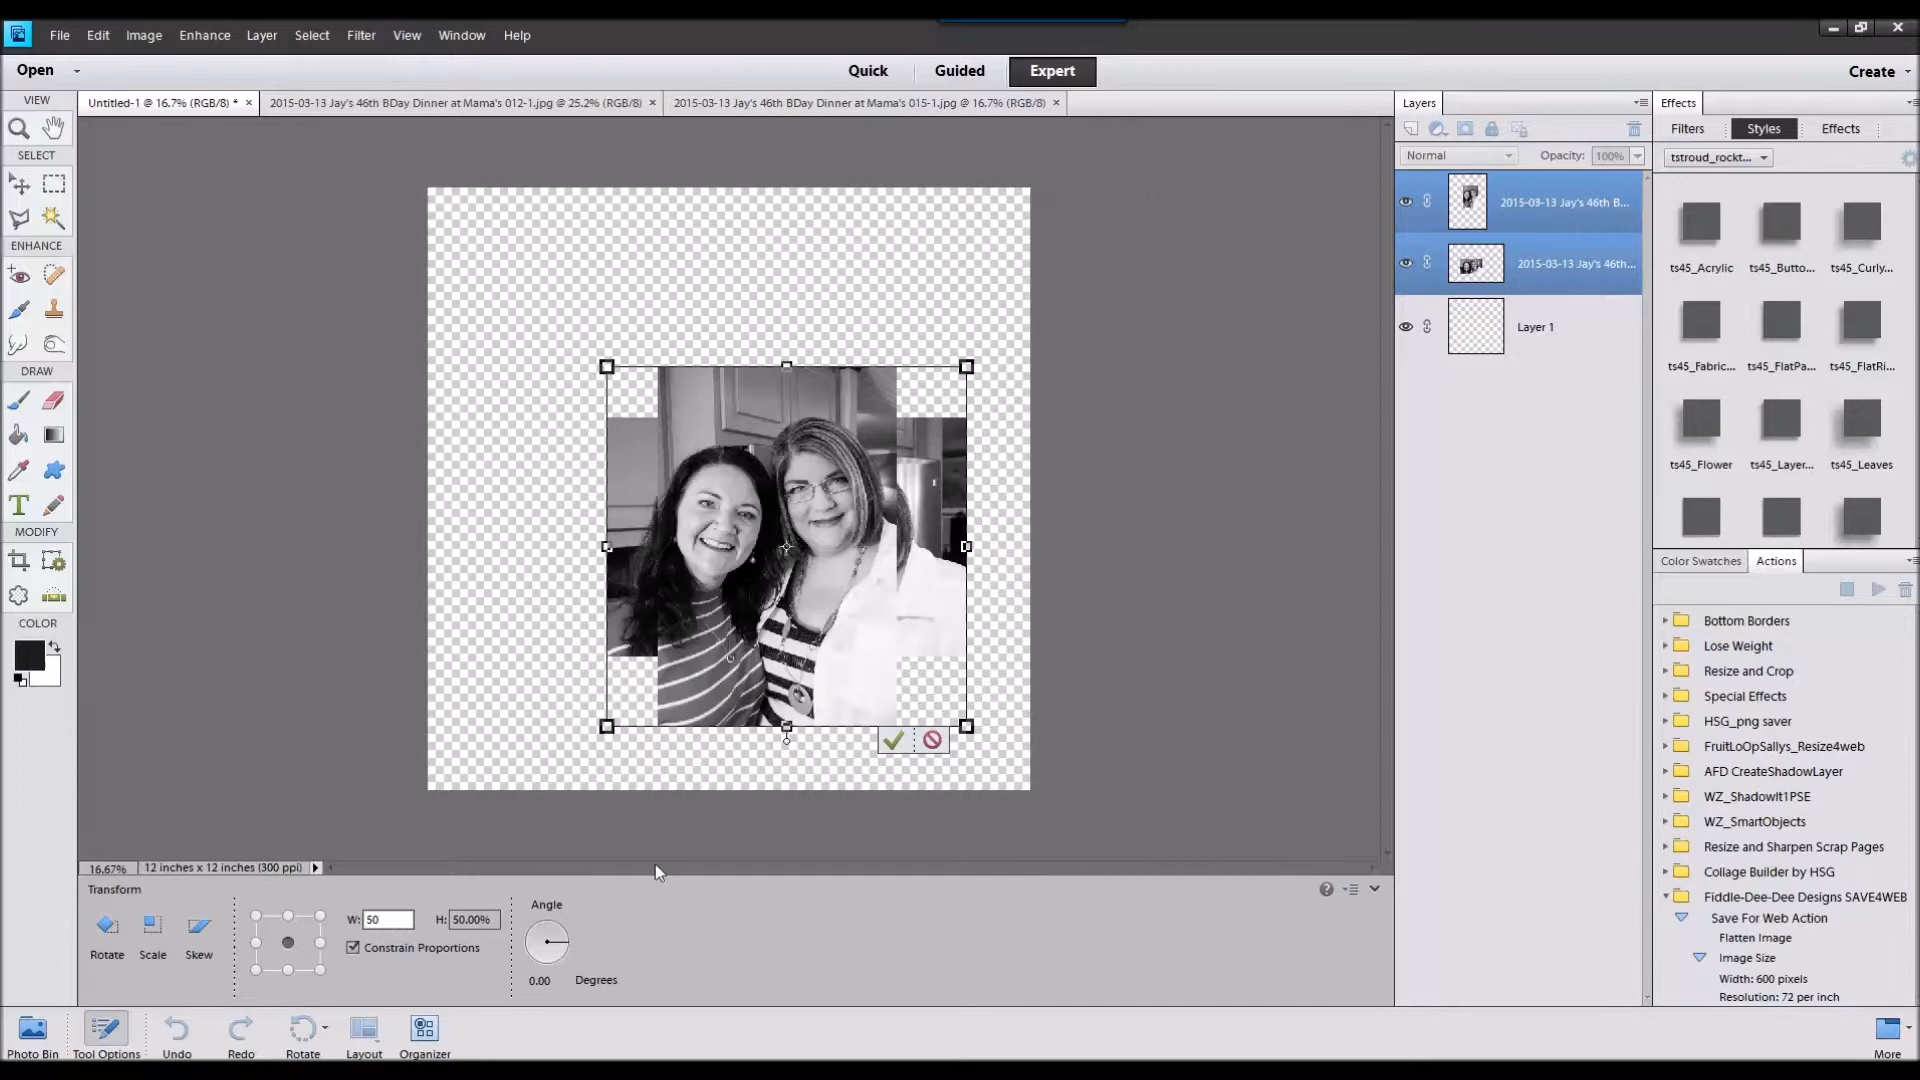 File Edit Image Enhance Layer Select Filter View Window Help
Open Quick Guided Expert Create
VIEW
Untitled-1 @ 16.7% (RGB/8) * × 2015-03-13 Jay's 46th BDay Dinner at Mama's 012-1.jpg @ 25.2% (RGB/8) × 2015-03-13 Jay's 46th BDay Dinner at Mama's 015-1.jpg @ 16.7% (RGB/8) ×
Layers
Effects
Filters Styles Effects
Normal Opacity: 100%
tstroud_rockt...
SELECT
ENHANCE
DRAW
MODIFY
COLOR
2015-03-13 Jay's 46th B...
2015-03-13 Jay's 46th...
Layer 1
ts45_Acrylic ts45_Butto... ts45_Curly...
ts45_Fabric... ts45_FlatPa... ts45_FlatRi...
ts45_Flower ts45_Layer... ts45_Leaves
Color Swatches Actions
Bottom Borders
Lose Weight
Resize and Crop
Special Effects
HSG_png saver
FruitLoOpSallys_Resize4web
AFD CreateShadowLayer
WZ_ShadowIt1PSE
WZ_SmartObjects
Resize and Sharpen Scrap Pages
Collage Builder by HSG
Fiddle-Dee-Dee Designs SAVE4WEB
Save For Web Action
Flatten Image
Image Size
Width: 600 pixels
Resolution: 72 per inch
16.67% 12 inches x 12 inches (300 ppi)
Transform
Rotate Scale Skew
W: 50 H: 50.00%
Constrain Proportions
Angle
0.00 Degrees
Photo Bin Tool Options Undo Redo Rotate Layout Organizer More